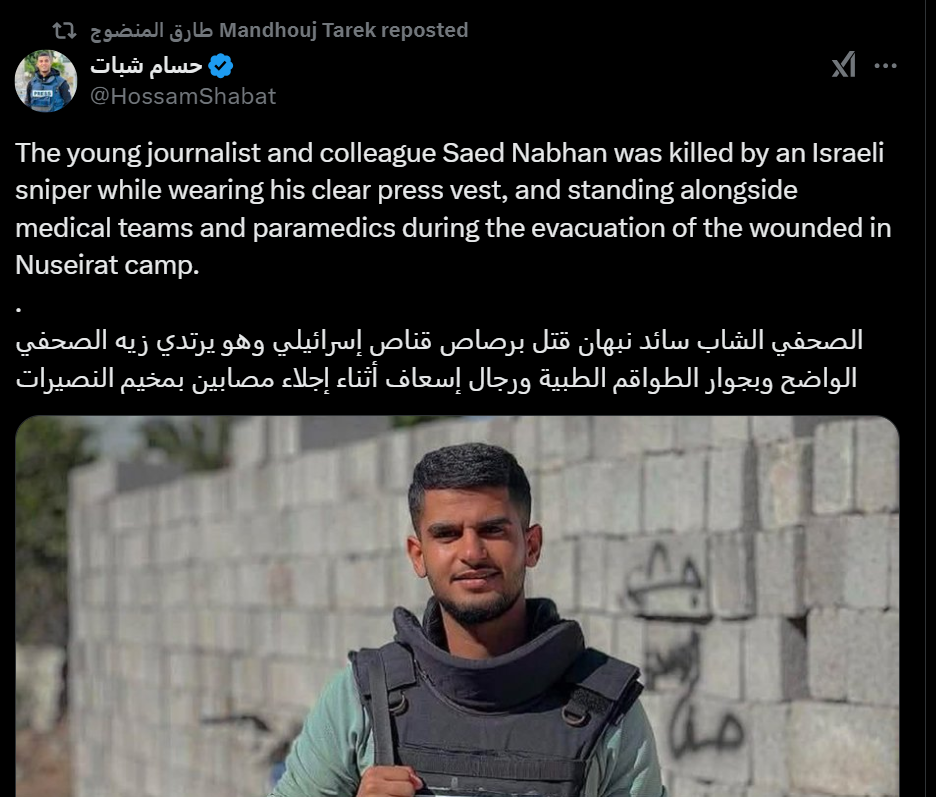 طارق المنضوج Mandhouj Tarek reposted
حسام شبات
@HossamShabat
The young journalist and colleague Saed Nabhan was killed by an Israeli
sniper while wearing his clear press vest, and standing alongside
medical teams and paramedics during the evacuation of the wounded in
Nuseirat camp.
.
الصحفي الشاب سائد نبهان قتل برصاص قناص إسرائيلي وهو يرتدي زيه الصحفي
الواضح وبجوار الطواقم الطبية ورجال إسعاف أثناء إجلاء مصابين بمخيم النصيرات